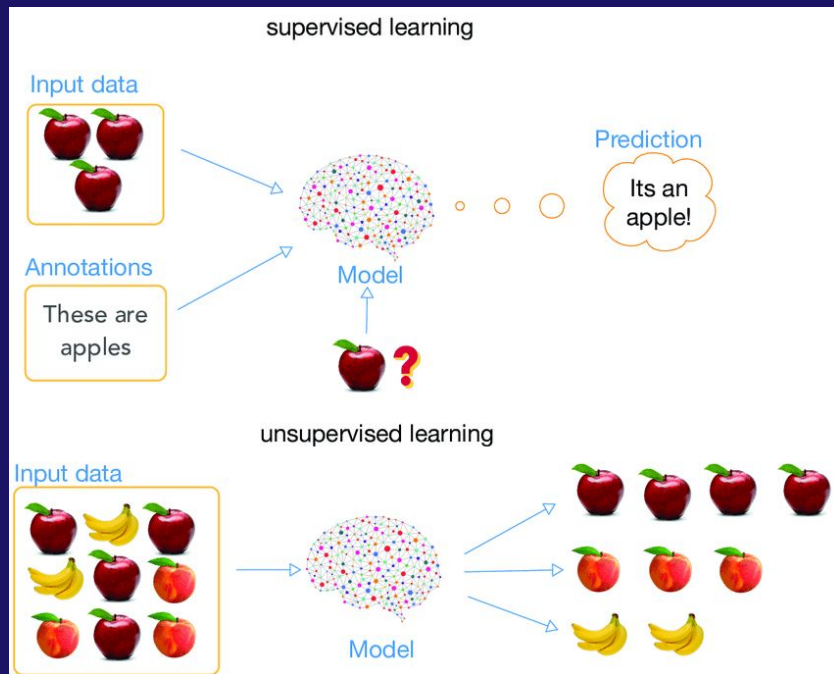 supervised learning
Input data
Annotations
These are
apples
Model
?
Prediction
Its an
apple!
unsupervised learning
Input data
Model